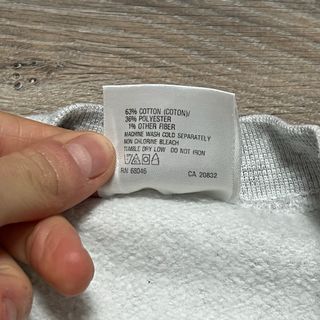 63% COTTON (COTON)/
36% POLYESTER
1% OTHER FIBER
MACHINE WASH COLD SEPARATELY
NON CHLORINE BLEACH
TUMBLE DRY LOW DO NOT IRON
RN 68046 CA 20832